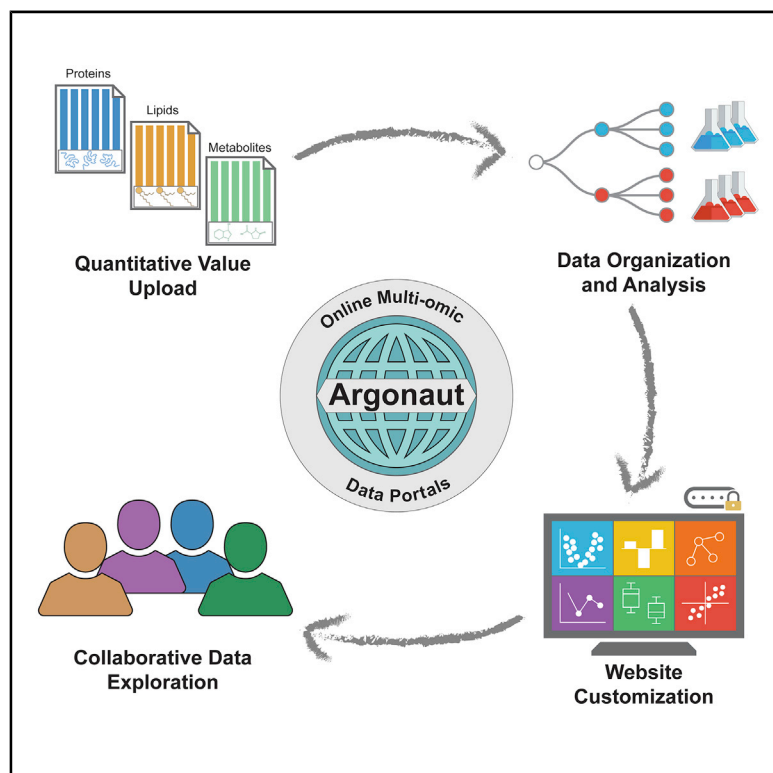 Proteins
Lipids
Metabolites
Quantitative Value
Upload
Data Organization
and Analysis
Online Multi-omic
Argonaut
Data Portals
Collaborative Data
Exploration
Website
Customization